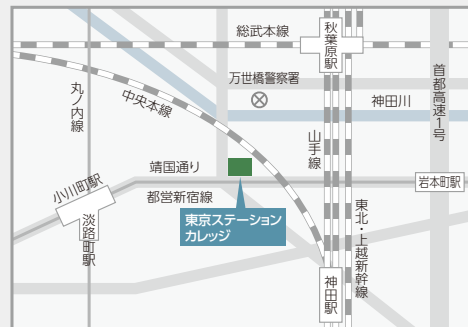 総武本線
秋葉原駅
万世橋警察署
首都高速1号
神田川
丸ノ内線
中央本線
山手線
靖国通り
岩本町駅
小川町駅
都営新宿線
東京ステーション
カレッジ
淡路町駅
東北・上越新幹線
神田駅